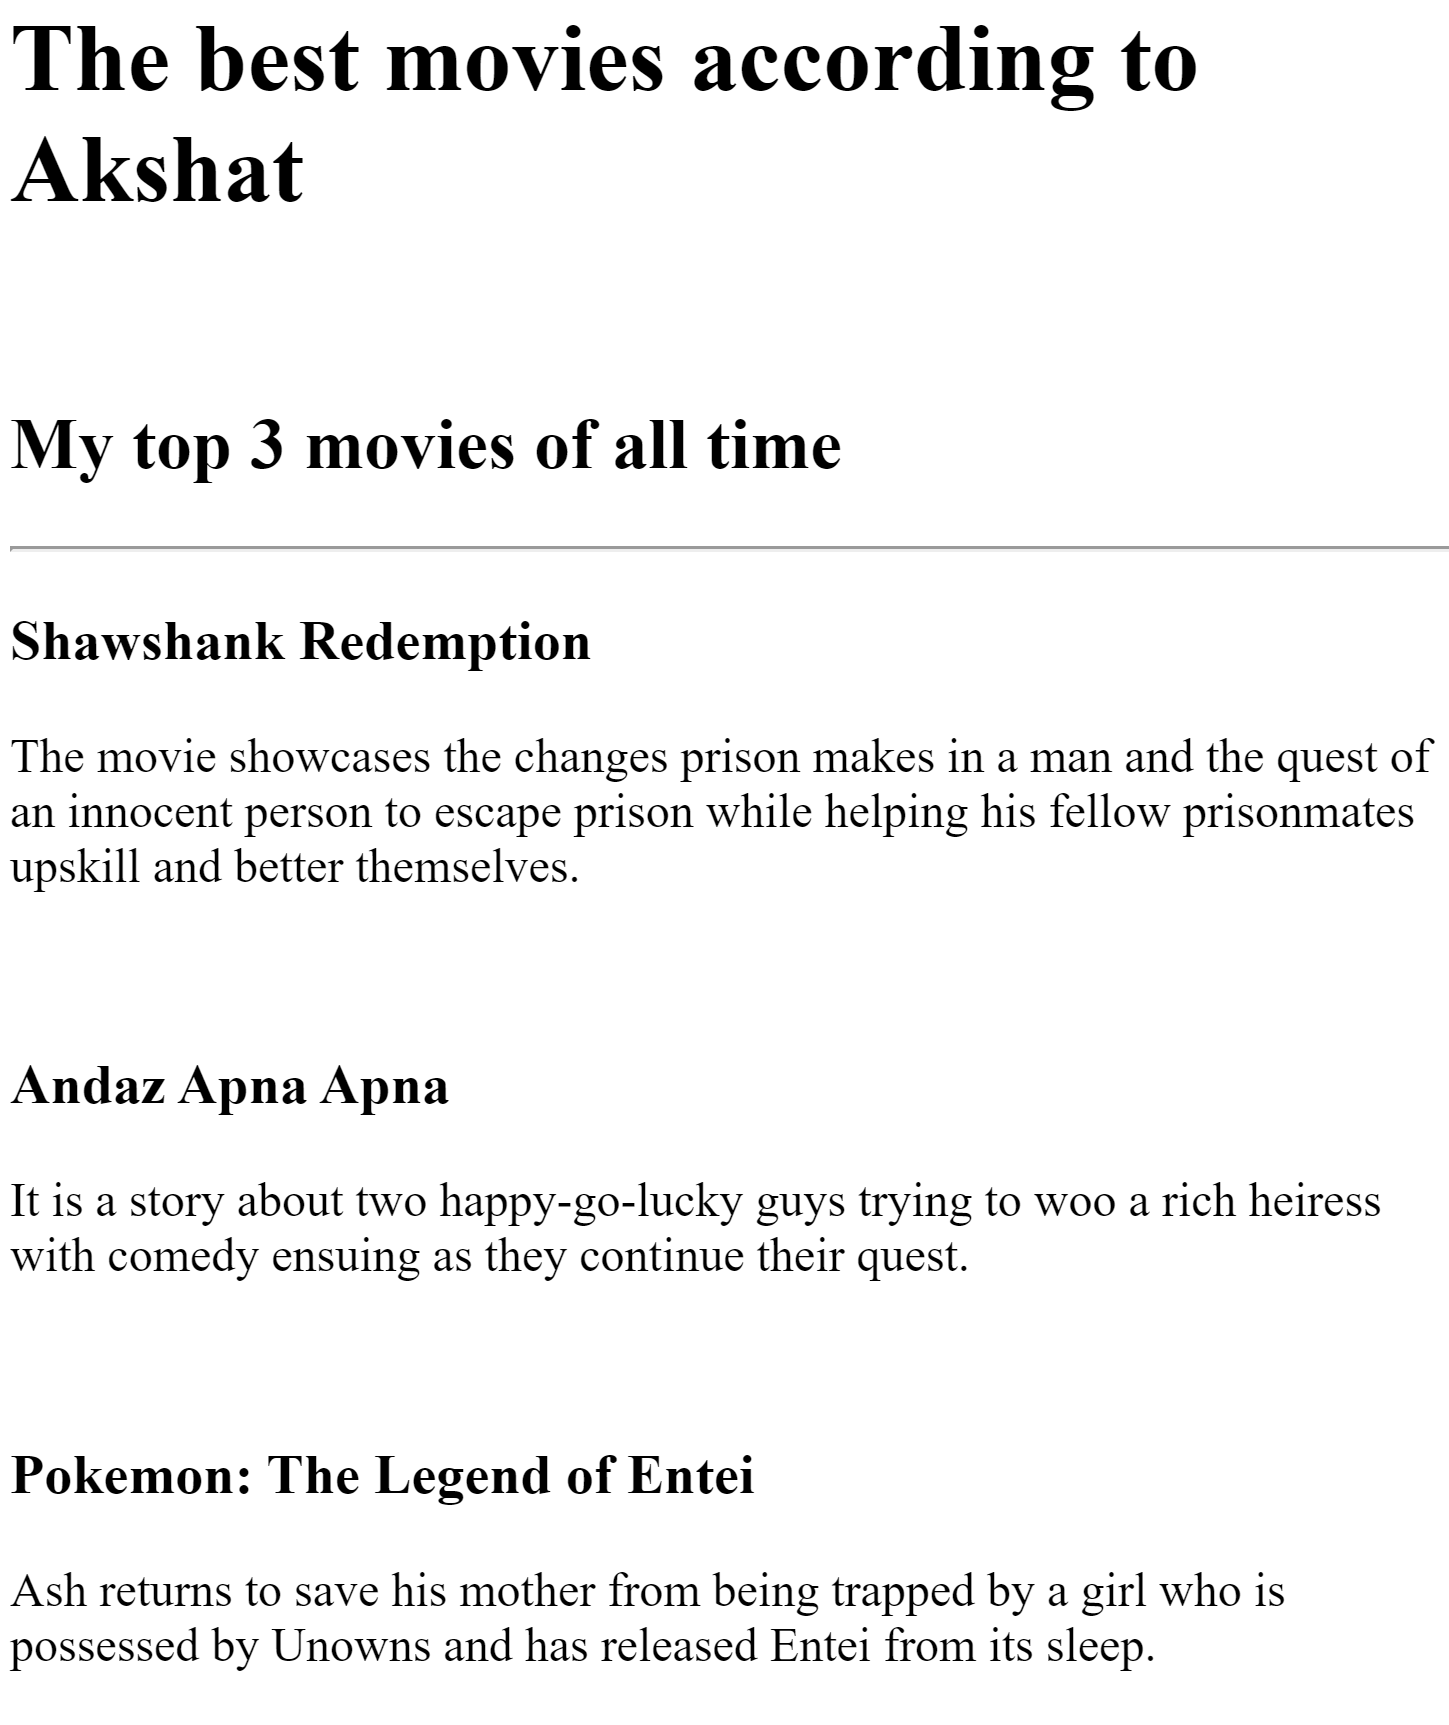 The best movies according to
Akshat
My top 3 movies of all time
Shawshank Redemption
The movie showcases the changes prison makes in a man and the quest of
an innocent person to escape prison while helping his fellow prisonmates
upskill and better themselves.
Andaz Apna Apna
It is a story about two happy-go-lucky guys trying to woo a rich heiress
with comedy ensuing as they continue their quest.
Pokemon: The Legend of Entei
Ash returns to save his mother from being trapped by a girl who is
possessed by Unowns and has released Entei from its sleep.